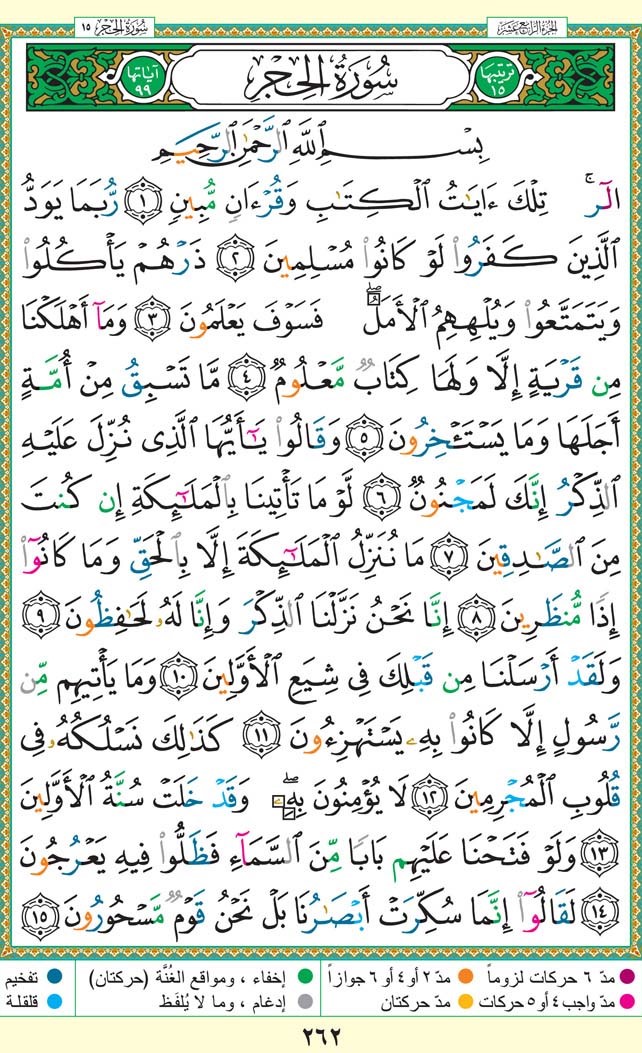 الجزء الرابع عشر
سورة الحجر ١٥
ترتيبها ١٥
سُورَةُ الحِجْر
آياتها ٩٩
بِسْمِ ٱللَّهِ ٱلرَّحْمَٰنِ ٱلرَّحِيمِ
الٓر ۚ تِلْكَ ءَايَٰتُ ٱلْكِتَٰبِ وَقُرْءَانٍ مُّبِينٍ ١ رُّبَمَا يَوَدُّ
ٱلَّذِينَ كَفَرُوا۟ لَوْ كَانُوا۟ مُسْلِمِينَ ٢ ذَرْهُمْ يَأْكُلُوا۟
وَيَتَمَتَّعُوا۟ وَيُلْهِهِمُ ٱلْأَمَلُ ۖ فَسَوْفَ يَعْلَمُونَ ٣ وَمَآ أَهْلَكْنَا
مِن قَرْيَةٍ إِلَّا وَلَهَا كِتَابٌ مَّعْلُومٌ ٤ مَّا تَسْبِقُ مِنْ أُمَّةٍ
أَجَلَهَا وَمَا يَسْتَـْٔخِرُونَ ٥ وَقَالُوا۟ يَٰٓأَيُّهَا ٱلَّذِى نُزِّلَ عَلَيْهِ
ٱلذِّكْرُ إِنَّكَ لَمَجْنُونٌ ٦ لَّوْ مَا تَأْتِينَا بِٱلْمَلَٰٓئِكَةِ إِن كُنتَ
مِنَ ٱلصَّٰدِقِينَ ٧ مَا نُنَزِّلُ ٱلْمَلَٰٓئِكَةَ إِلَّا بِٱلْحَقِّ وَمَا كَانُوٓا۟
إِذًا مُّنظَرِينَ ٨ إِنَّا نَحْنُ نَزَّلْنَا ٱلذِّكْرَ وَإِنَّا لَهُۥ لَحَٰفِظُونَ ٩
وَلَقَدْ أَرْسَلْنَا مِن قَبْلِكَ فِى شِيَعِ ٱلْأَوَّلِينَ ١٠ وَمَا يَأْتِيهِم مِّن
رَّسُولٍ إِلَّا كَانُوا۟ بِهِۦ يَسْتَهْزِءُونَ ١١ كَذَٰلِكَ نَسْلُكُهُۥ فِى
قُلُوبِ ٱلْمُجْرِمِينَ ١٢ لَا يُؤْمِنُونَ بِهِۦ ۖ وَقَدْ خَلَتْ سُنَّةُ ٱلْأَوَّلِينَ
١٣ وَلَوْ فَتَحْنَا عَلَيْهِم بَابًا مِّنَ ٱلسَّمَآءِ فَظَلُّوا۟ فِيهِ يَعْرُجُونَ
١٤ لَقَالُوٓا۟ إِنَّمَا سُكِّرَتْ أَبْصَٰرُنَا بَلْ نَحْنُ قَوْمٌ مَّسْحُورُونَ ١٥
مدّ ٦ حركات لزوماً مدّ ٢ أو ٤ أو ٦ جوازاً إخفاء ، ومواقع الغُنَّة (حركتان) تفخيم
مدّ واجب ٤ أو ٥ حركات مدّ حركتان إدغام ، وما لا يُلفَظ قلقلة
٢٦٢